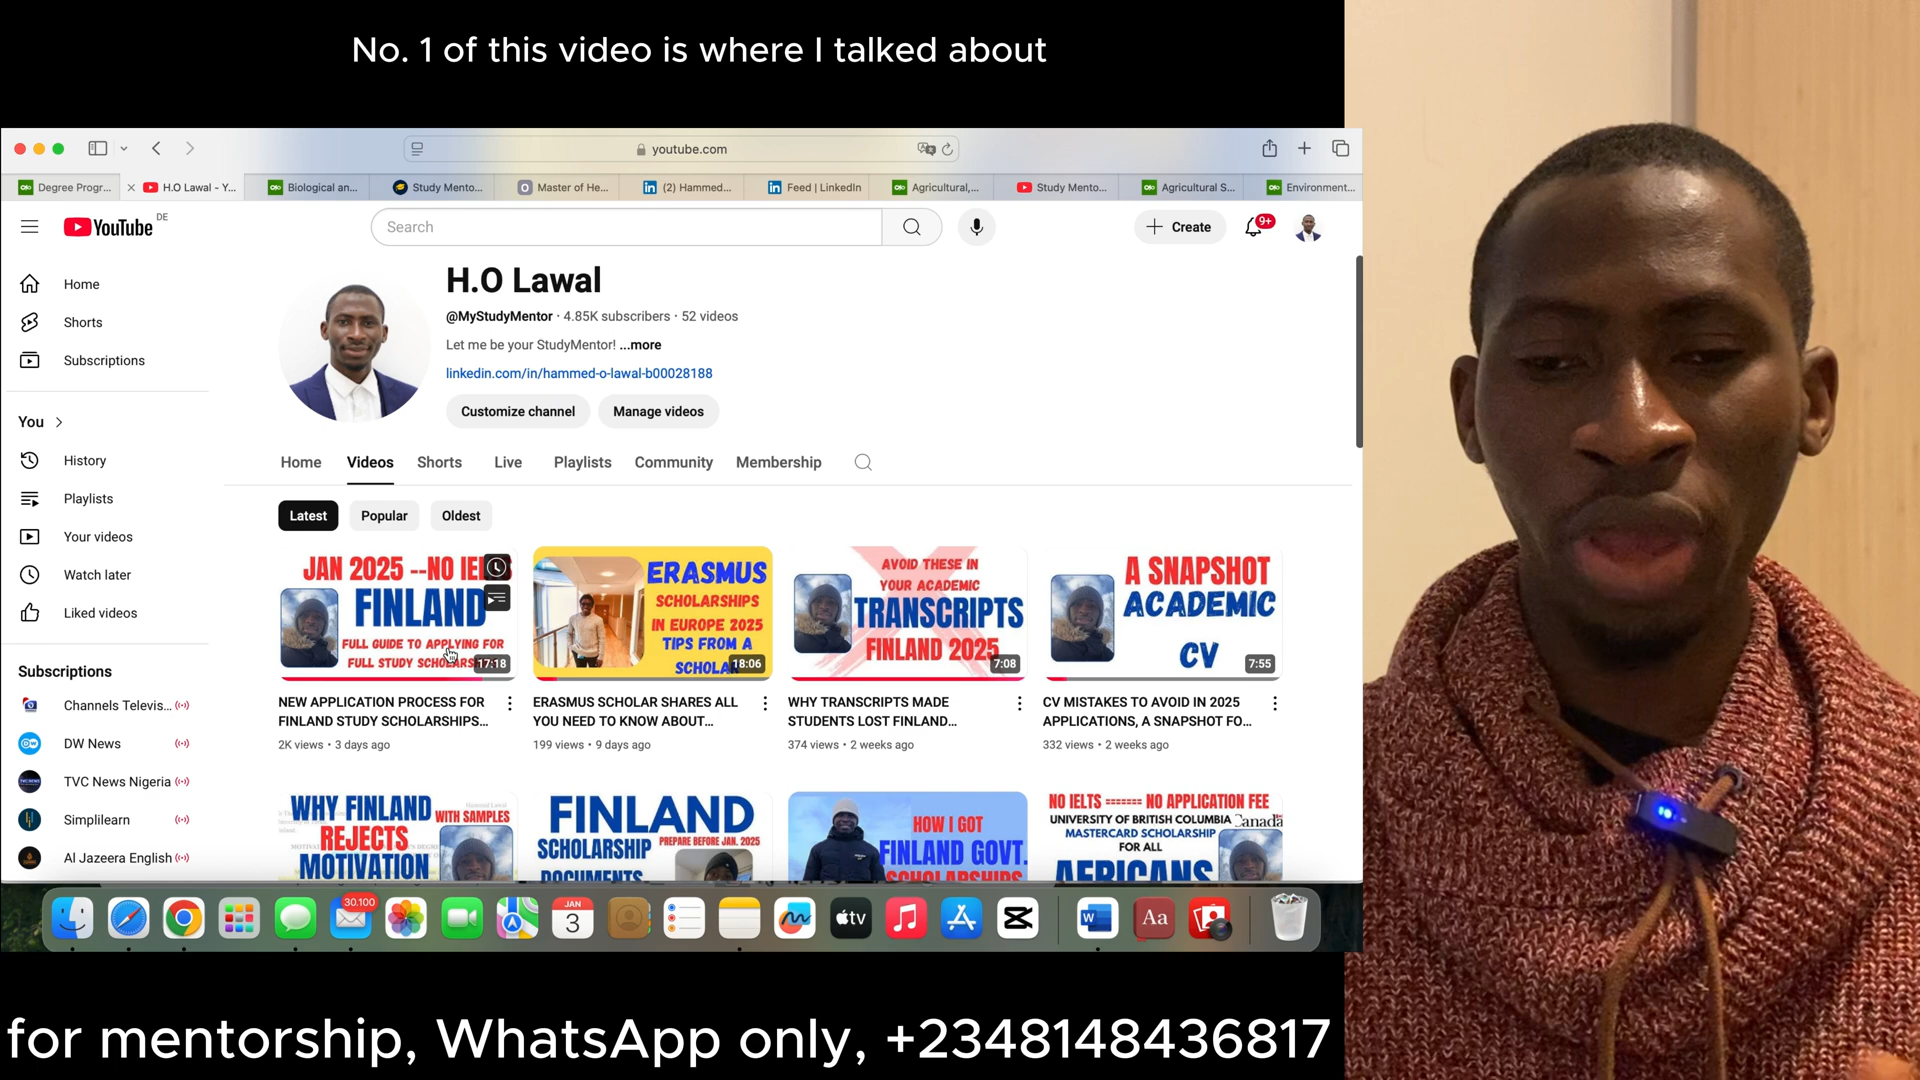 No. 1 of this video is where I talked about
youtube.com
Degree Progr...
H.O Lawal - Y...
Biological an...
Study Mento...
Master of He...
(2) Hammed...
Feed | LinkedIn
Agricultural,...
Study Mento...
Agricultural S...
Environment...
YouTube DE
Search
Create
9+
Home
Shorts
Subscriptions
You
History
Playlists
Your videos
Watch later
Liked videos
Subscriptions
Channels Televis...
DW News
TVC News Nigeria
Simplilearn
Al Jazeera English
H.O Lawal
@MyStudyMentor · 4.85K subscribers · 52 videos
Let me be your StudyMentor! ...more
linkedin.com/in/hammed-o-lawal-b00028188
Customize channel
Manage videos
Home
Videos
Shorts
Live
Playlists
Community
Membership
Latest
Popular
Oldest
JAN 2025 --NO
FINLAND
FULL GUIDE TO APPLYING FOR
FULL STUDY
17:18
NEW APPLICATION PROCESS FOR
FINLAND STUDY SCHOLARSHIPS...
2K views • 3 days ago
ERASMUS
SCHOLARSHIPS
IN EUROPE 2025
TIPS FROM A
18:06
ERASMUS SCHOLAR SHARES ALL
YOU NEED TO KNOW ABOUT...
199 views • 9 days ago
AVOID THESE IN
YOUR ACADEMIC
TRANSCRIPTS
FINLAND 2025
7:08
WHY TRANSCRIPTS MADE
STUDENTS LOST FINLAND...
374 views • 2 weeks ago
A SNAPSHOT
ACADEMIC
CV
7:55
CV MISTAKES TO AVOID IN 2025
APPLICATIONS, A SNAPSHOT FO...
332 views • 2 weeks ago
WHY FINLAND
REJECTS
MOTIVATION
WITH SAMPLES
FINLAND
SCHOLARSHIP
PREPARE BEFORE JAN. 2025
DOCUMENTS
HOW I GOT
FINLAND GOVT.
SCHOLARSHIPS
NO IELTS ======= NO APPLICATION FEE
UNIVERSITY OF BRITISH COLUMBIA Canada
MASTERCARD SCHOLARSHIP
FOR ALL
AFRICANS
30.100
JAN
3
tv
W
Aa
for mentorship, WhatsApp only, +2348148436817